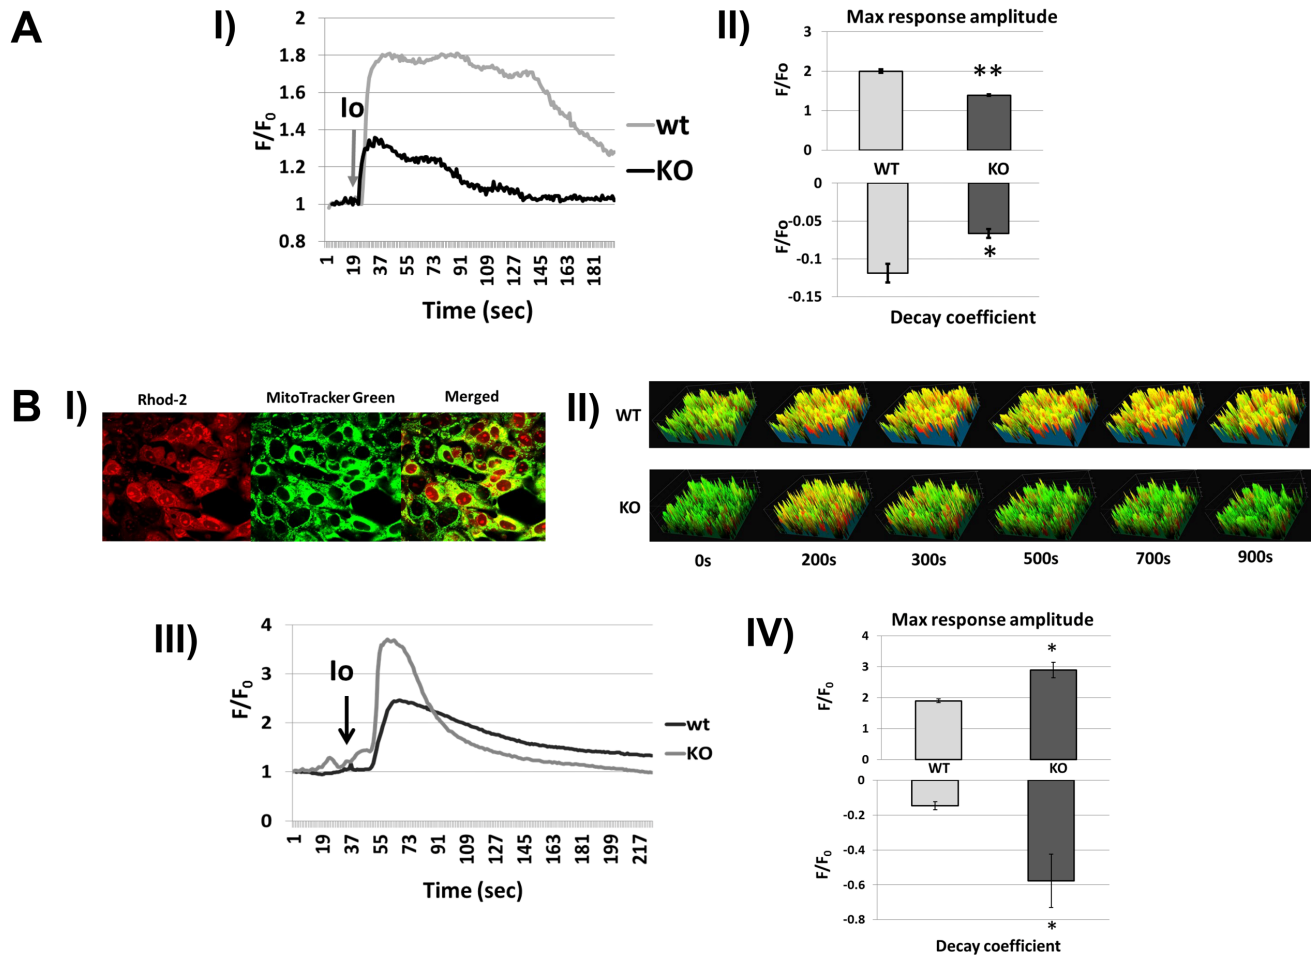 A
I)
2
1.8
1.6
1.4
1.2
1
0.8
F/F0
Io
wt
KO
1 19 37 55 73 91 109 127 145 163 181
Time (sec)
II)
Max response amplitude
3
2
1
0
F/Fo
**
WT KO
0
-0.05
-0.1
-0.15
F/Fo
*
Decay coefficient
B
I)
Rhod-2 MitoTracker Green Merged
II)
WT
KO
0s 200s 300s 500s 700s 900s
III)
4
3
2
1
0
F/F0
Io
wt
KO
1 19 37 55 73 91 109 127 145 163 181 199 217
Time (sec)
IV)
Max response amplitude
4
3
2
1
0
F/F0
*
WT KO
0
-0.2
-0.4
-0.6
-0.8
F/F0
*
Decay coefficient